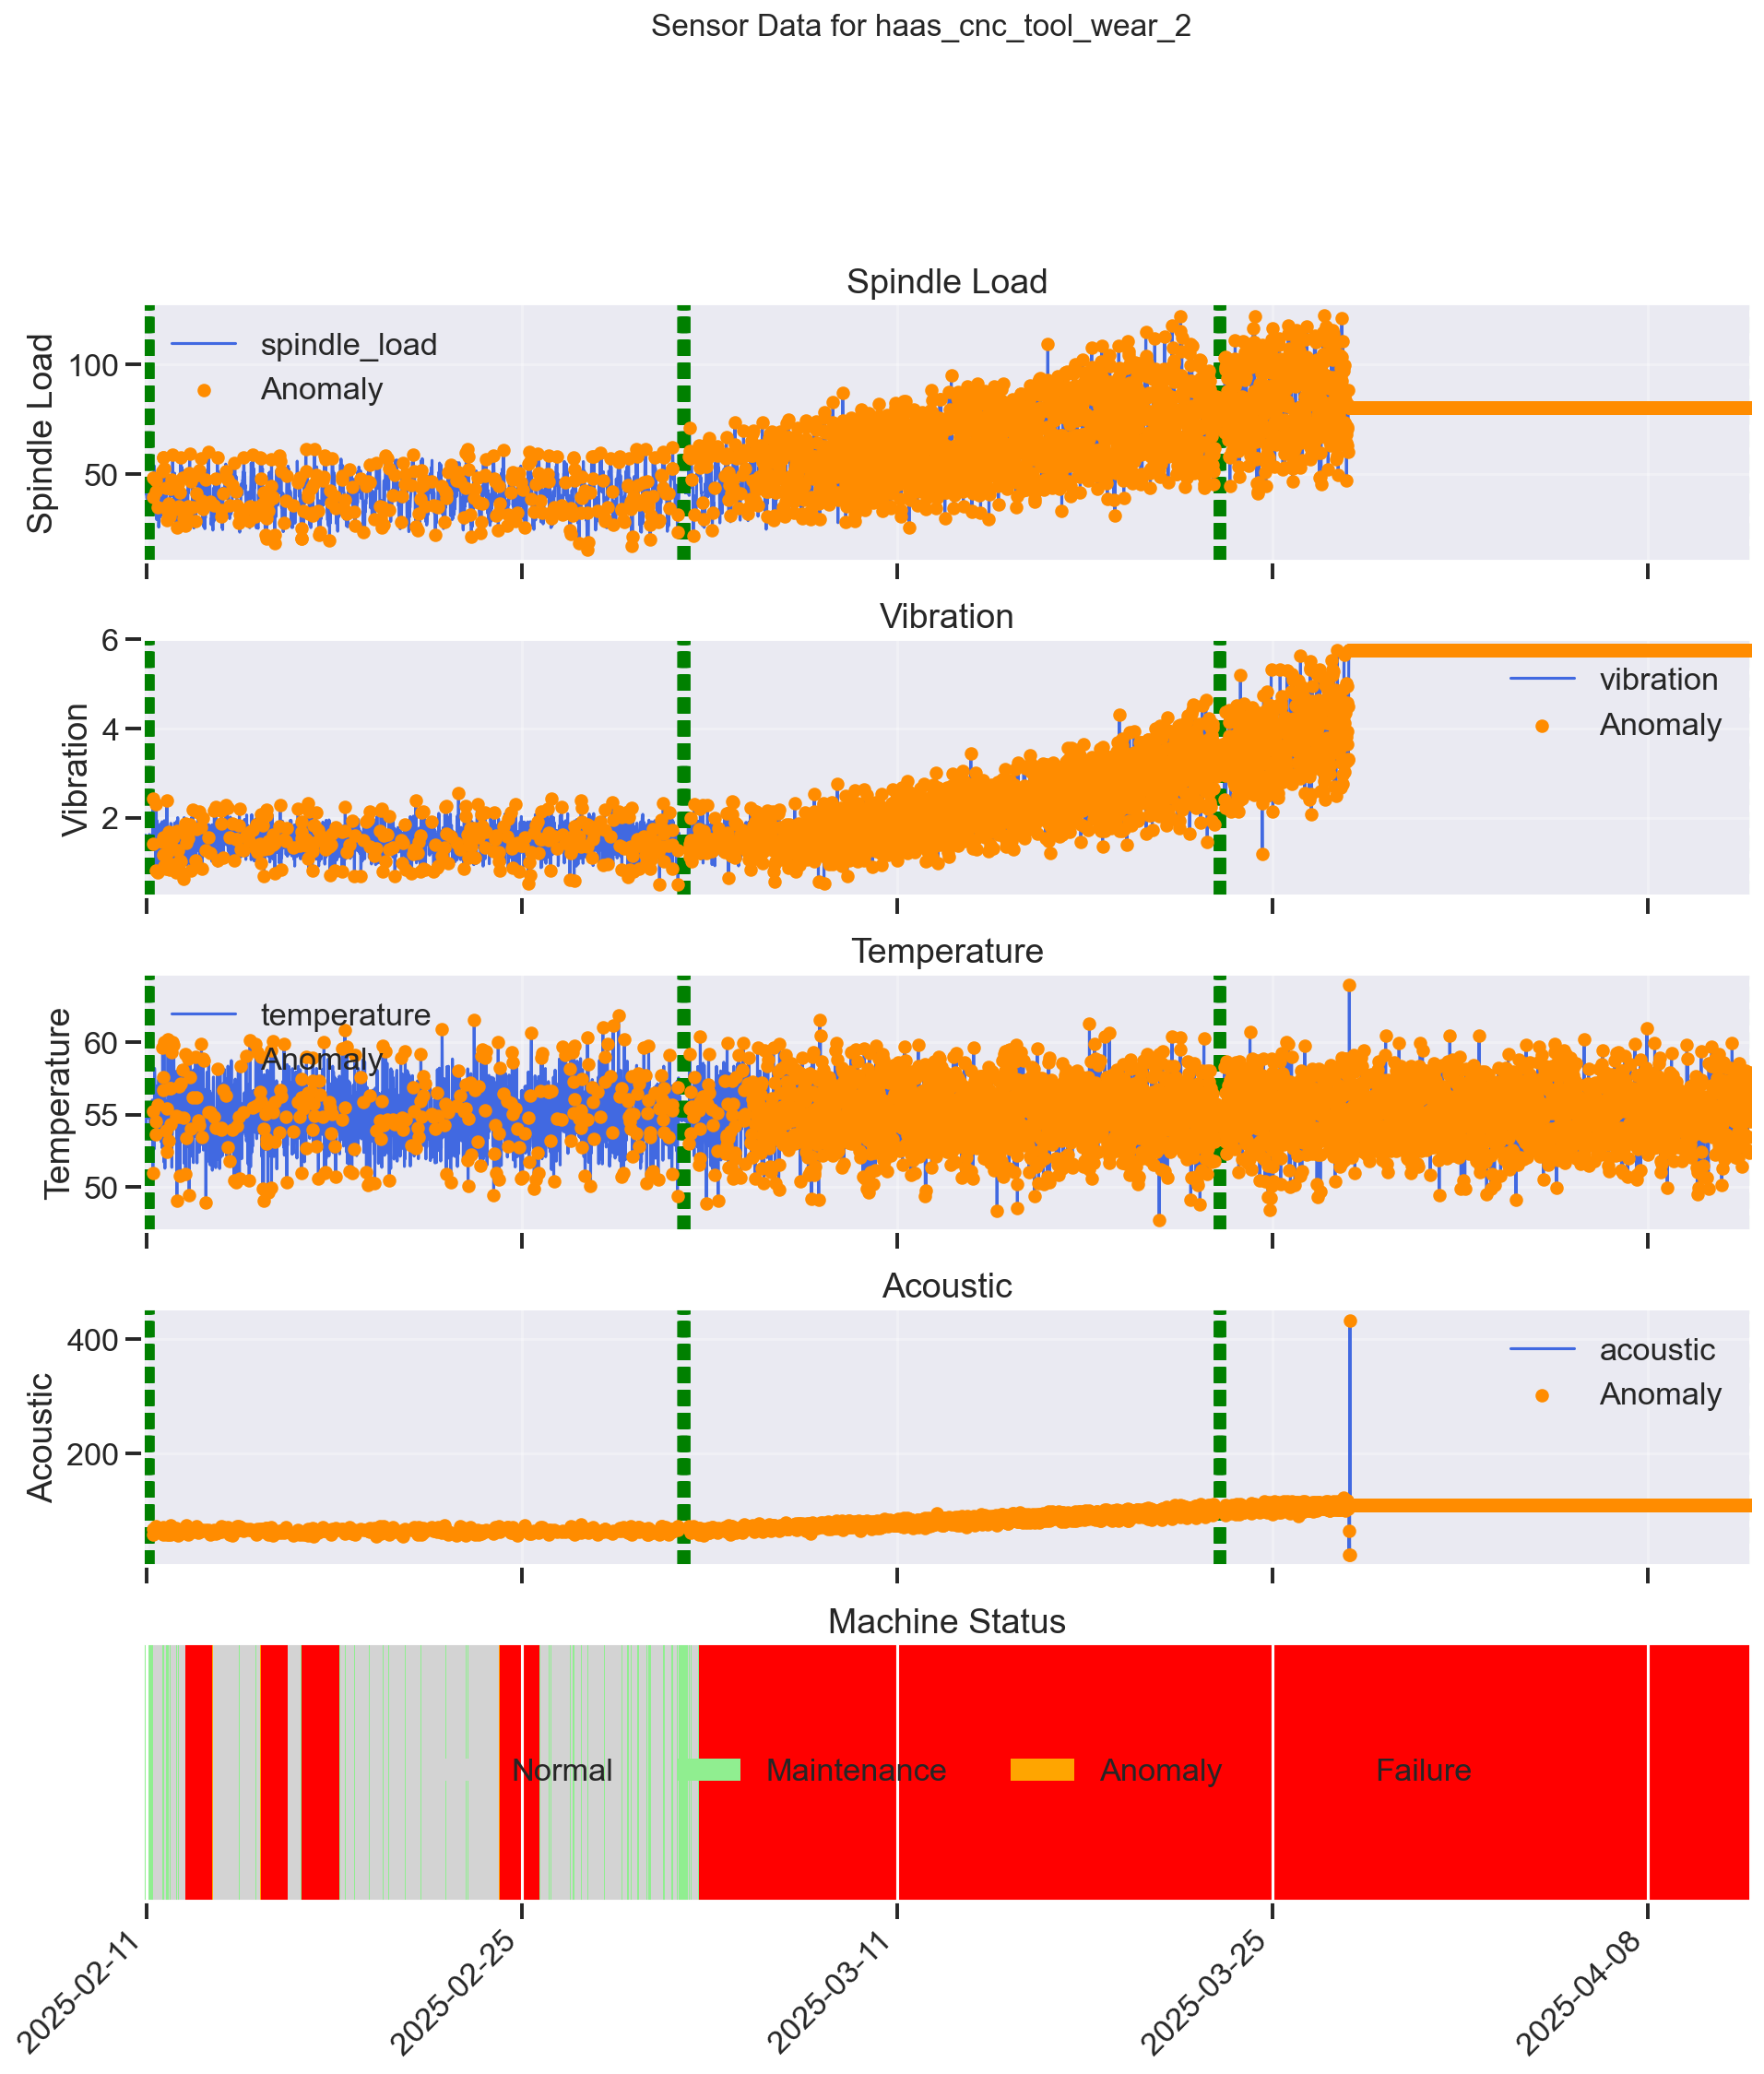 Sensor Data for haas_cnc_tool_wear_2
Spindle Load
Spindle Load
100
50
spindle_load
Anomaly
Vibration
Vibration
6
4
2
vibration
Anomaly
Temperature
Temperature
60
55
50
temperature
Anomaly
Acoustic
Acoustic
400
200
acoustic
Anomaly
Machine Status
Normal Maintenance Anomaly Failure
2025-02-11 2025-02-25 2025-03-11 2025-03-25 2025-04-08